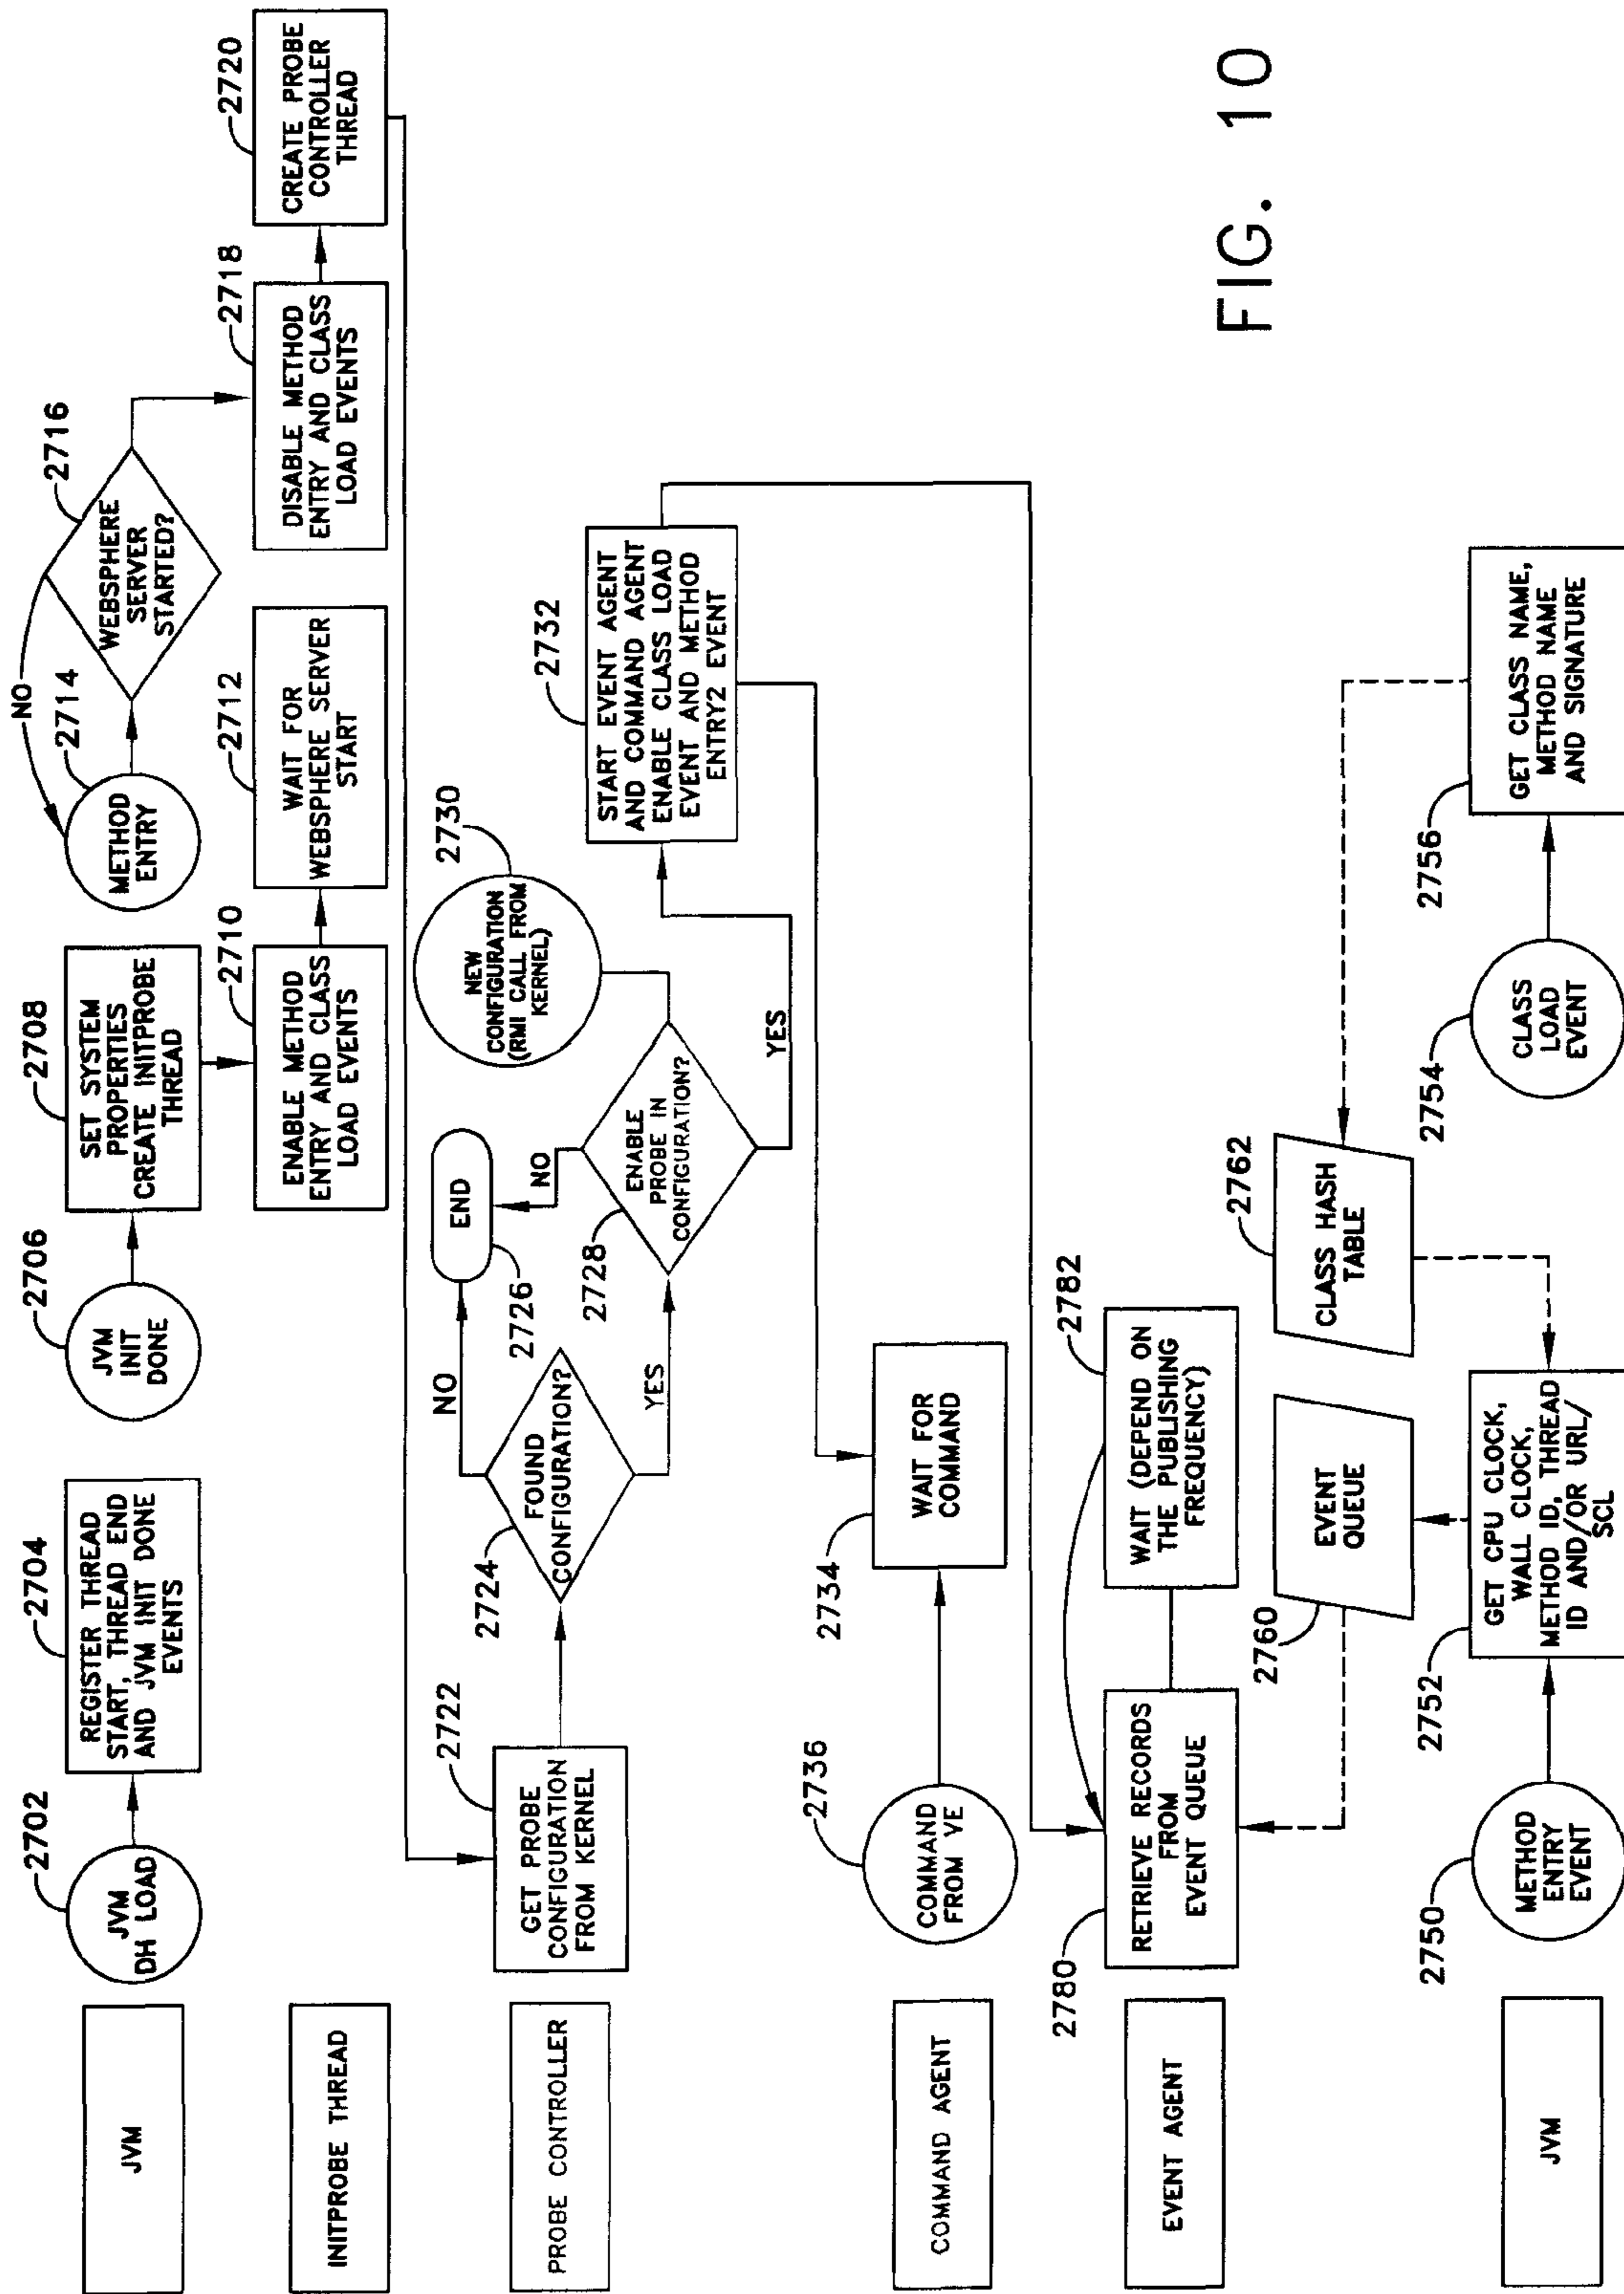 JVM
2702
JVM
DH LOAD
2704
REGISTER THREAD
START, THREAD END
AND JVM INIT DONE
EVENTS
2706
JVM
INIT
DONE
2708
SET SYSTEM
PROPERTIES
CREATE INITPROBE
THREAD
NO
2714
METHOD
ENTRY
2716
WEBSPHERE
SERVER
STARTED?
INITPROBE THREAD
2710
ENABLE METHOD
ENTRY AND CLASS
LOAD EVENTS
2712
WAIT FOR
WEBSPHERE SERVER
START
2718
DISABLE METHOD
ENTRY AND CLASS
LOAD EVENTS
2720
CREATE PROBE
CONTROLLER
THREAD
PROBE CONTROLLER
2722
GET PROBE
CONFIGURATION
FROM KERNEL
2724
FOUND
CONFIGURATION?
NO
YES
END
2726
NO
2728
ENABLE
PROBE IN
CONFIGURATION?
YES
2730
NEW
CONFIGURATION
(RMI CALL FROM
KERNEL)
2732
START EVENT AGENT
AND COMMAND AGENT
ENABLE CLASS LOAD
EVENT AND METHOD
ENTRY2 EVENT
COMMAND AGENT
2736
COMMAND
FROM VE
2734
WAIT FOR
COMMAND
EVENT AGENT
2780
RETRIEVE RECORDS
FROM
EVENT QUEUE
2782
WAIT (DEPEND ON
THE PUBLISHING
FREQUENCY)
2760
EVENT
QUEUE
2762
CLASS HASH
TABLE
JVM
2750
METHOD
ENTRY
EVENT
2752
GET CPU CLOCK,
WALL CLOCK,
METHOD ID, THREAD
ID AND/OR URL/
SCL
2754
CLASS
LOAD
EVENT
2756
GET CLASS NAME,
METHOD NAME
AND SIGNATURE
FIG. 10